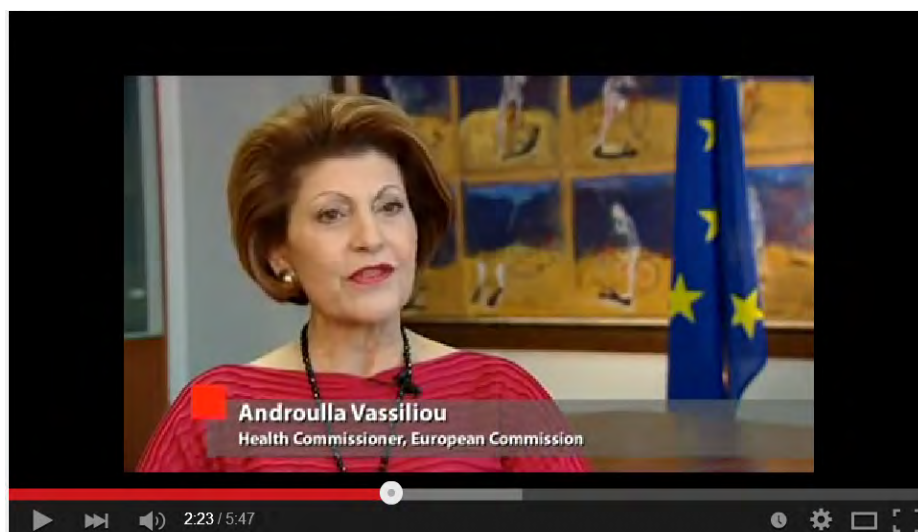 Androulla Vassiliou
Health Commissioner, European Commission
2:23 / 5:47